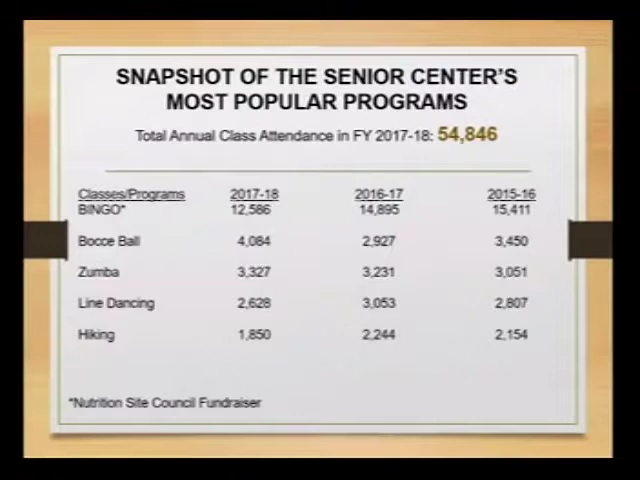 SNAPSHOT OF THE SENIOR CENTER'S
MOST POPULAR PROGRAMS
Total Annual Class Attendance in FY 2017-18: 54,846
Classes/Programs 2017-18 2016-17 2015-16
BINGO* 12,586 14,895 15,411
Bocce Ball 4,084 2,927 3,450
Zumba 3,327 3,231 3,051
Line Dancing 2,628 3,053 2,807
Hiking 1,850 2,244 2,154
*Nutrition Site Council Fundraiser